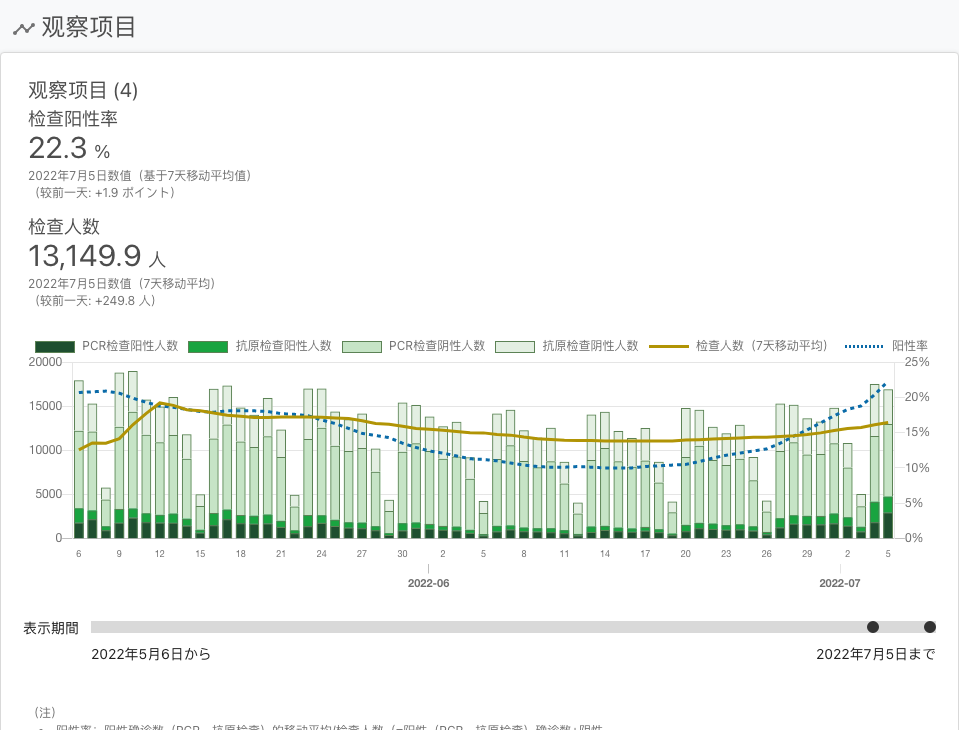 观察项目
观察项目 (4)
检查阳性率
22.3 %
2022年7月5日数值（基于7天移动平均值）
（较前一天: +1.9 ポイント）
检查人数
13,149.9 人
2022年7月5日数值（7天移动平均）
（较前一天: +249.8 人）
PCR检查阳性人数 抗原检查阳性人数 PCR检查阴性人数 抗原检查阴性人数 检查人数（7天移动平均） 阳性率
20000 25%
20%
15000
15%
10000
10%
5000
5%
0 0%
6 9 12 15 18 21 24 27 30 2 5 8 11 14 17 20 23 26 29 2 5
2022-06 2022-07
表示期間
2022年5月6日から 2022年7月5日まで
（注）